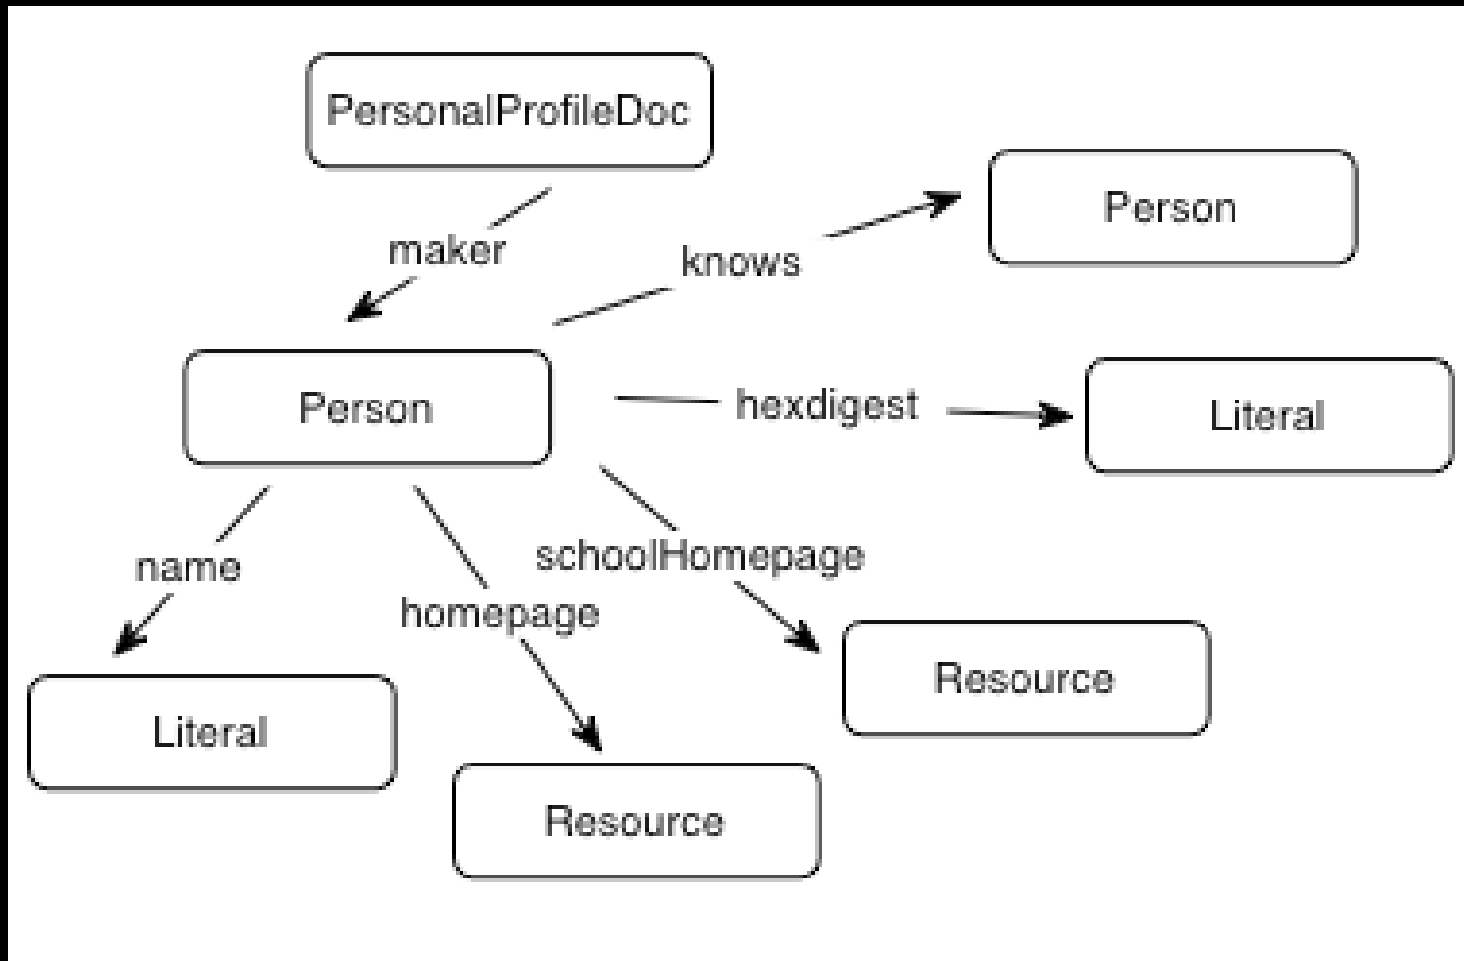 PersonalProfileDoc
Person
maker
knows
Person
hexdigest
Literal
name
schoolHomepage
homepage
Resource
Literal
Resource